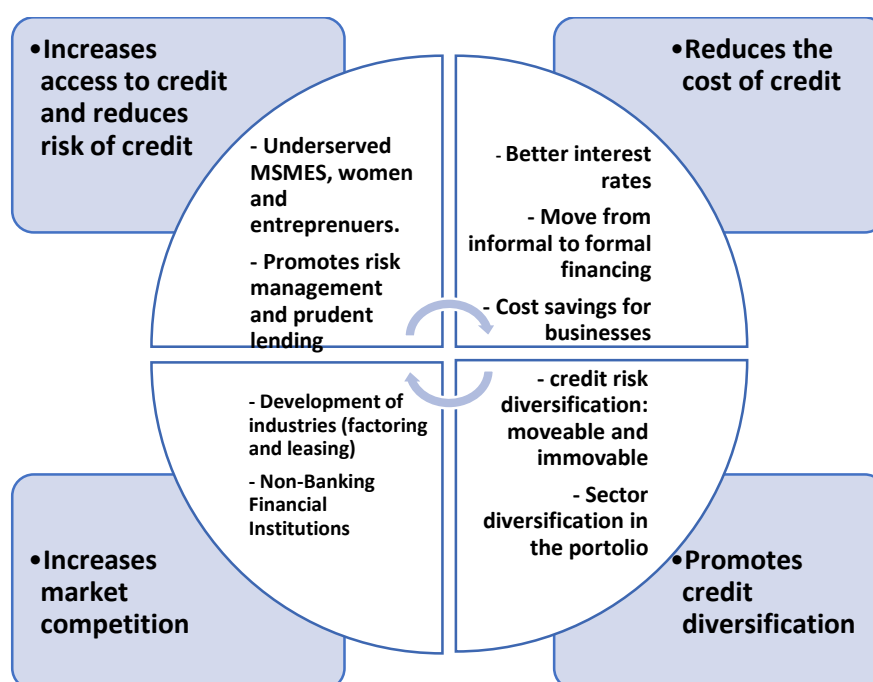 •Increases
access to credit
and reduces
risk of credit
- Underserved
MSMES, women
and
entreprenuers.
- Promotes risk
management
and prudent
lending
•Reduces the
cost of credit
- Better interest
rates
- Move from
informal to formal
financing
- Cost savings for
businesses
- Development of
industries (factoring
and leasing)
- Non-Banking
Financial
Institutions
•Increases
market
competition
- credit risk
diversification:
moveable and
immovable
- Sector
diversification in
the portolio
•Promotes
credit
diversification